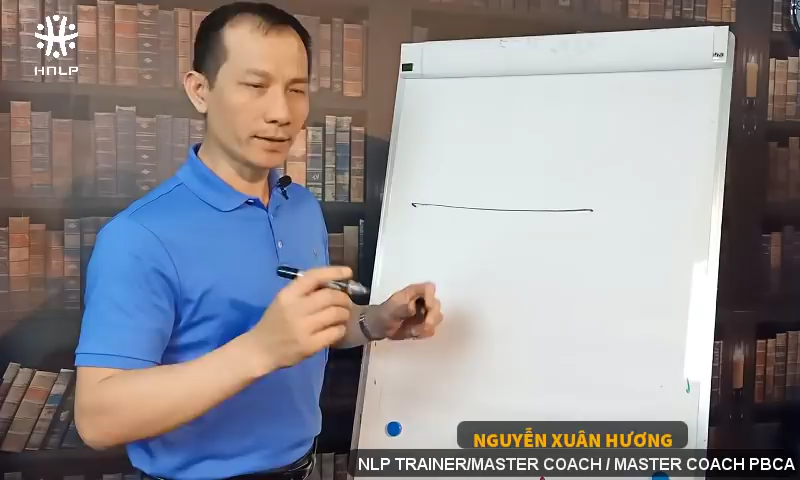 HNLP
NGUYỄN XUÂN HƯƠNG
NLP TRAINER/MASTER COACH / MASTER COACH PBCA